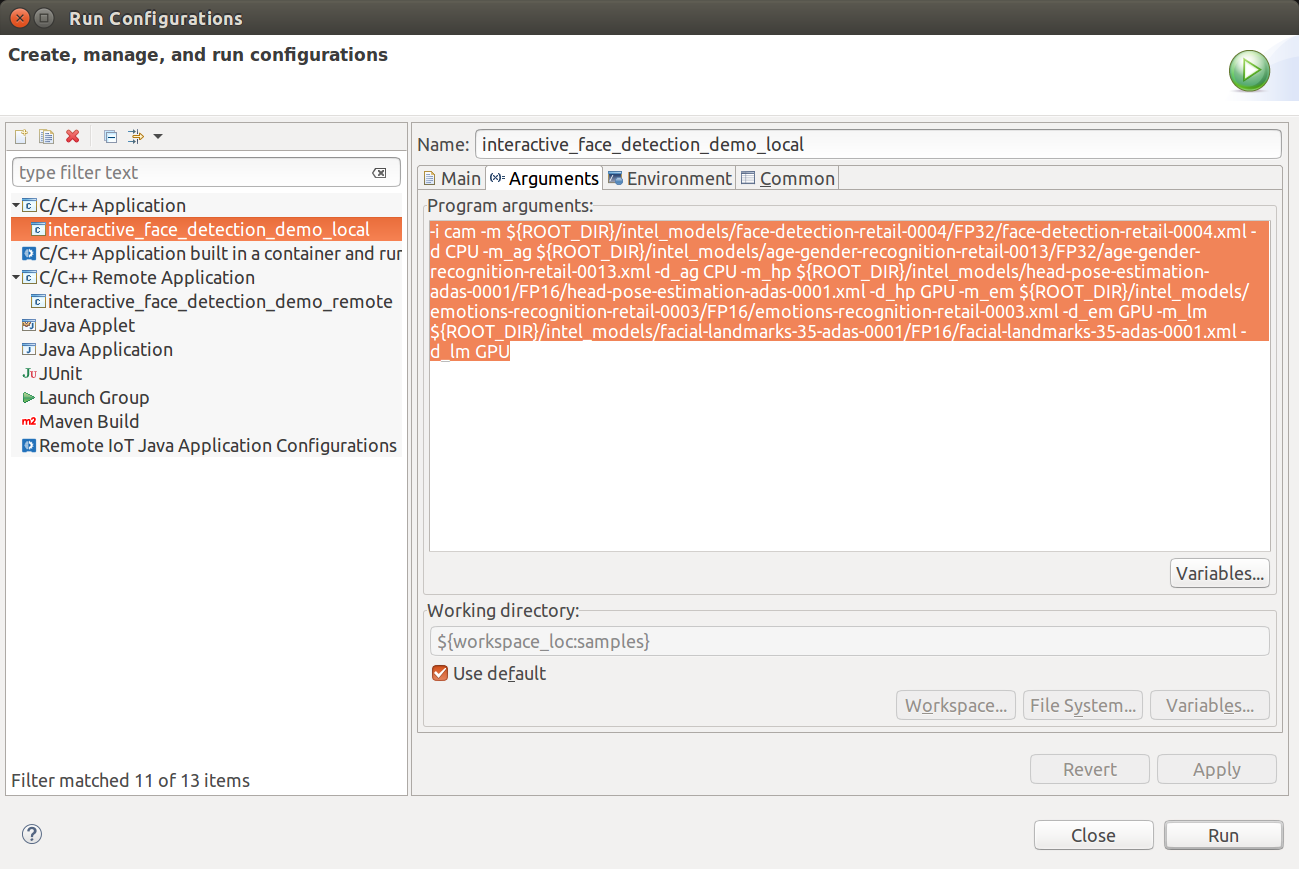 Run Configurations
Create, manage, and run configurations
type filter text
C/C++ Application
interactive_face_detection_demo_local
C/C++ Application built in a container and rur
C/C++ Remote Application
interactive_face_detection_demo_remote
Java Applet
Java Application
JUnit
Launch Group
Maven Build
Remote IoT Java Application Configurations
Filter matched 11 of 13 items
Name: interactive_face_detection_demo_local
Main (x)= Arguments Environment Common
Program arguments:
-i cam -m ${ROOT_DIR}/intel_models/face-detection-retail-0004/FP32/face-detection-retail-0004.xml -
d CPU -m_ag ${ROOT_DIR}/intel_models/age-gender-recognition-retail-0013/FP32/age-gender-
recognition-retail-0013.xml -d_ag CPU -m_hp ${ROOT_DIR}/intel_models/head-pose-estimation-
adas-0001/FP16/head-pose-estimation-adas-0001.xml -d_hp GPU -m_em ${ROOT_DIR}/intel_models/
emotions-recognition-retail-0003/FP16/emotions-recognition-retail-0003.xml -d_em GPU -m_lm
${ROOT_DIR}/intel_models/facial-landmarks-35-adas-0001/FP16/facial-landmarks-35-adas-0001.xml -
d_lm GPU
Variables...
Working directory:
${workspace_loc:samples}
Use default
Workspace... File System... Variables...
Revert Apply
? Close Run